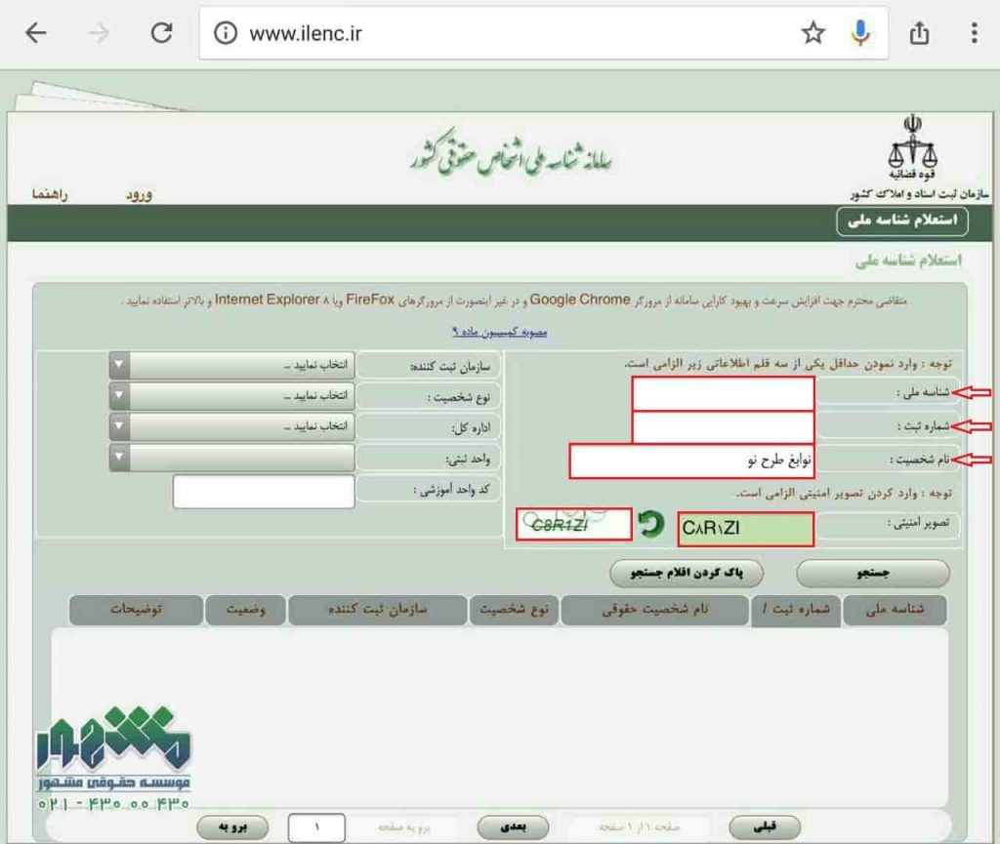 www.ilenc.ir
قوه قضائیه
سازمان ثبت اسناد و املاک کشور
سامانه شناسه ملی اشخاص حقوقی کشور
ورود
راهنما
استعلام شناسه ملی
استعلام شناسه ملی
متقاضی محترم جهت افزایش سرعت و بهبود کارایی سامانه از مرورگر Google Chrome و در غیر اینصورت از مرورگرهای FireFox ویا Internet Explorer ۸ و بالاتر استفاده نمایید .
مصوبه کمیسیون ماده ۹
توجه : وارد نمودن حداقل یکی از سه قلم اطلاعاتی زیر الزامی است.
شناسه ملی :
شماره ثبت :
نام شخصیت :
نوابغ طرح نو
توجه : وارد کردن تصویر امنیتی الزامی است.
تصویر امنیتی :
C۸R۱ZI
C8R1ZI
سازمان ثبت کننده:
انتخاب نمایید ...
نوع شخصیت :
انتخاب نمایید ...
اداره کل:
انتخاب نمایید ...
واحد ثبتی:
کد واحد آموزشی :
جستجو
پاک کردن اقلام جستجو
شناسه ملی
شماره ثبت /
نام شخصیت حقوقی
نوع شخصیت
سازمان ثبت کننده
وضعیت
توضیحات
مشهور
موسسه حقوقی مشهور
۰۲۱ - ۴۳۰ ۰۰ ۴۳۰
قبلی
صفحه ۱ از ۱ صفحه
بعدی
برو به صفحه
۱
برو به